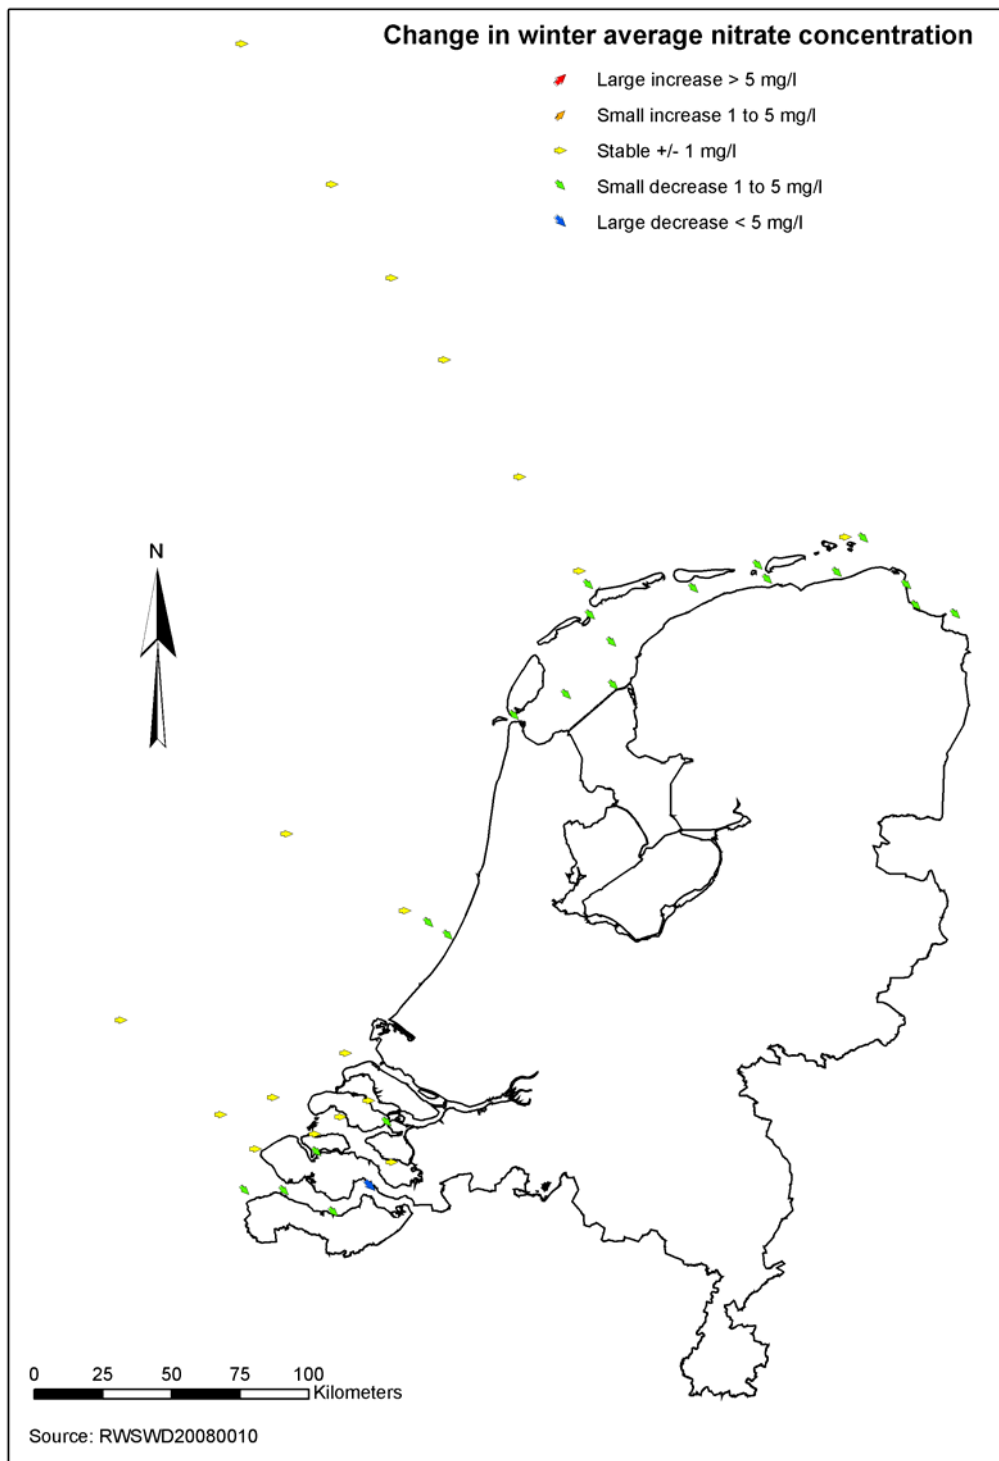 Change in winter average nitrate concentration
Large increase > 5 mg/l
Small increase 1 to 5 mg/l
Stable +/- 1 mg/l
Small decrease 1 to 5 mg/l
Large decrease < 5 mg/l
N
0 25 50 75 100
Kilometers
Source: RWSWD20080010